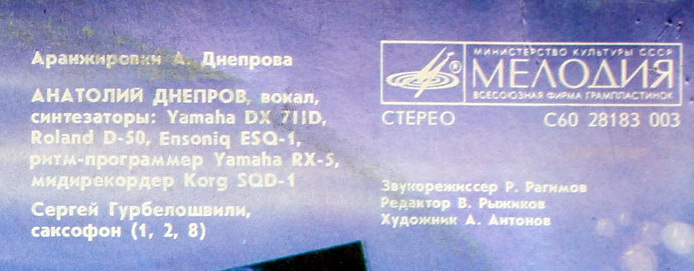 Аранжировки А. Днепрова
АНАТОЛИЙ ДНЕПРОВ, вокал,
синтезаторы: Yamaha DX 7IID,
Roland D-50, Ensoniq ESQ-1,
ритм-программер Yamaha RX-5,
мидирекордер Korg SQD-1
Сергей Гурбелошвили,
саксофон (1, 2, 8)
МИНИСТЕРСТВО КУЛЬТУРЫ СССР
® МЕЛОДИЯ
ВСЕСОЮЗНАЯ ФИРМА ГРАМПЛАСТИНОК
СТЕРЕО С60 28183 003
Звукорежиссер Р. Рагимов
Редактор В. Рыжиков
Художник А. Антонов